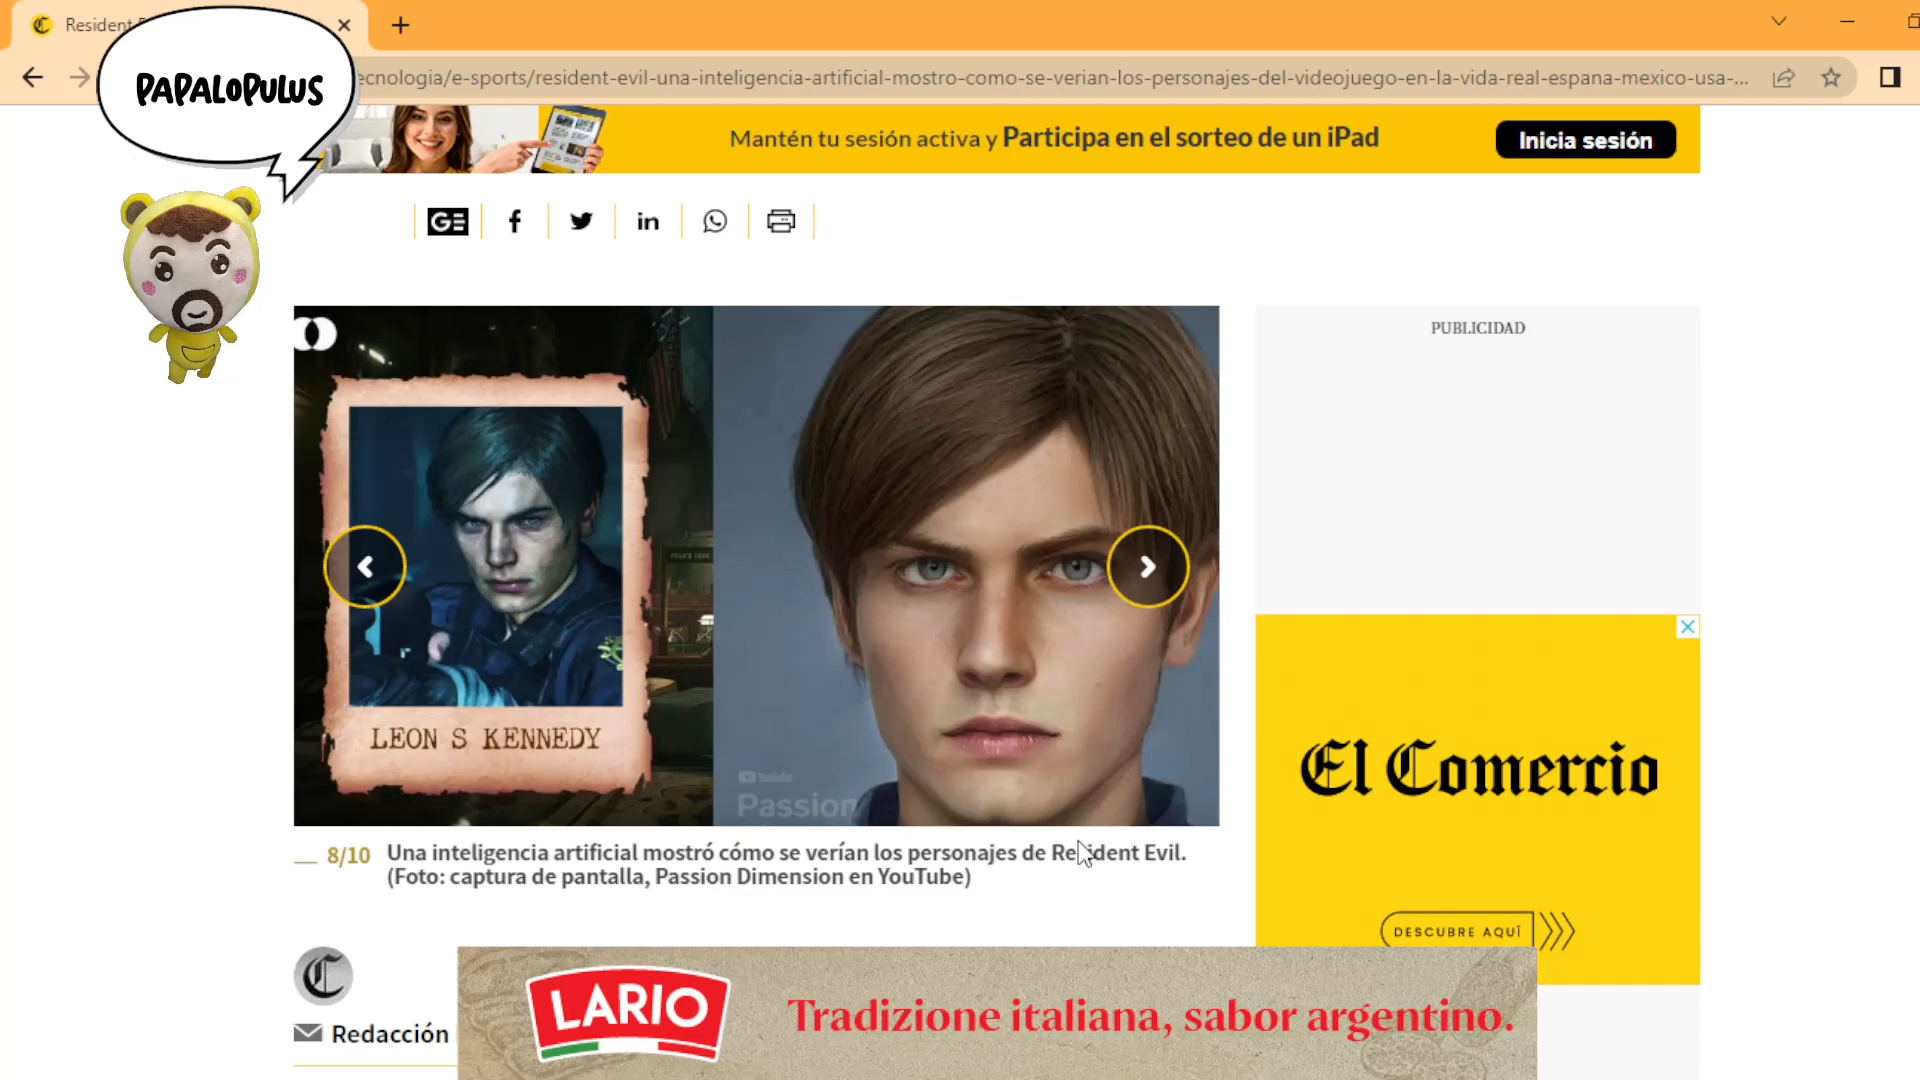 Resident
PAPALOPULUS
ecnologia/e-sports/resident-evil-una-inteligencia-artificial-mostro-como-se-verian-los-personajes-del-videojuego-en-la-vida-real-espana-mexico-usa-...
Mantén tu sesión activa y Participa en el sorteo de un iPad
Inicia sesión
GE
f
in
PUBLICIDAD
LEON S KENNEDY
YouTube
Passion
8/10 Una inteligencia artificial mostró cómo se verían los personajes de Resident Evil.
(Foto: captura de pantalla, Passion Dimension en YouTube)
El Comercio
DESCUBRE AQUÍ
C
Redacción
LARIO
Tradizione italiana, sabor argentino.